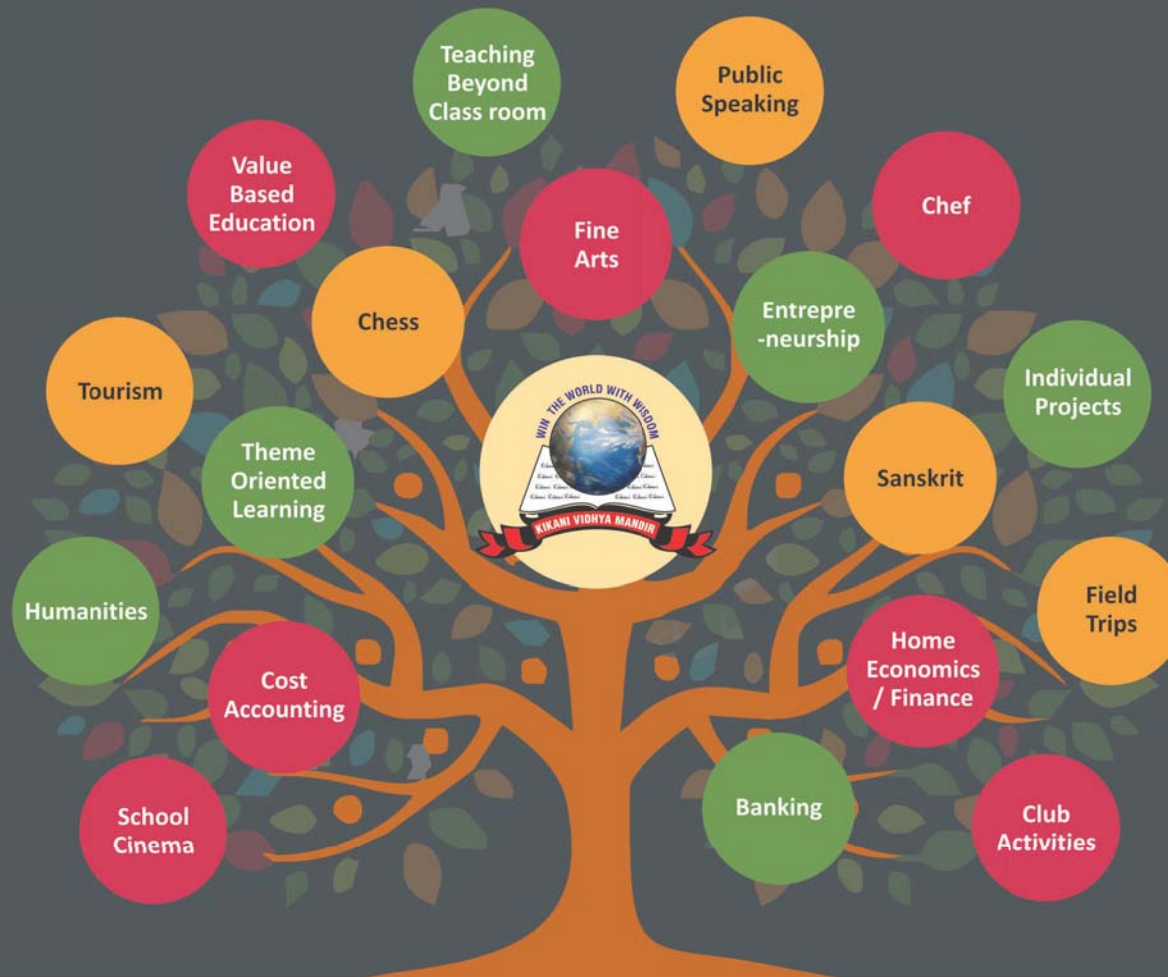 Teaching
Beyond
Class room
Public
Speaking
Value
Based
Education
Fine
Arts
Chef
Chess
Entrepre
-neurship
Tourism
Individual
Projects
Theme
Oriented
Learning
WIN THE WORLD WITH WISDOM
KIKANI VIDHYA MANDIR
Sanskrit
Humanities
Field
Trips
Cost
Accounting
Home
Economics
/ Finance
School
Cinema
Banking
Club
Activities